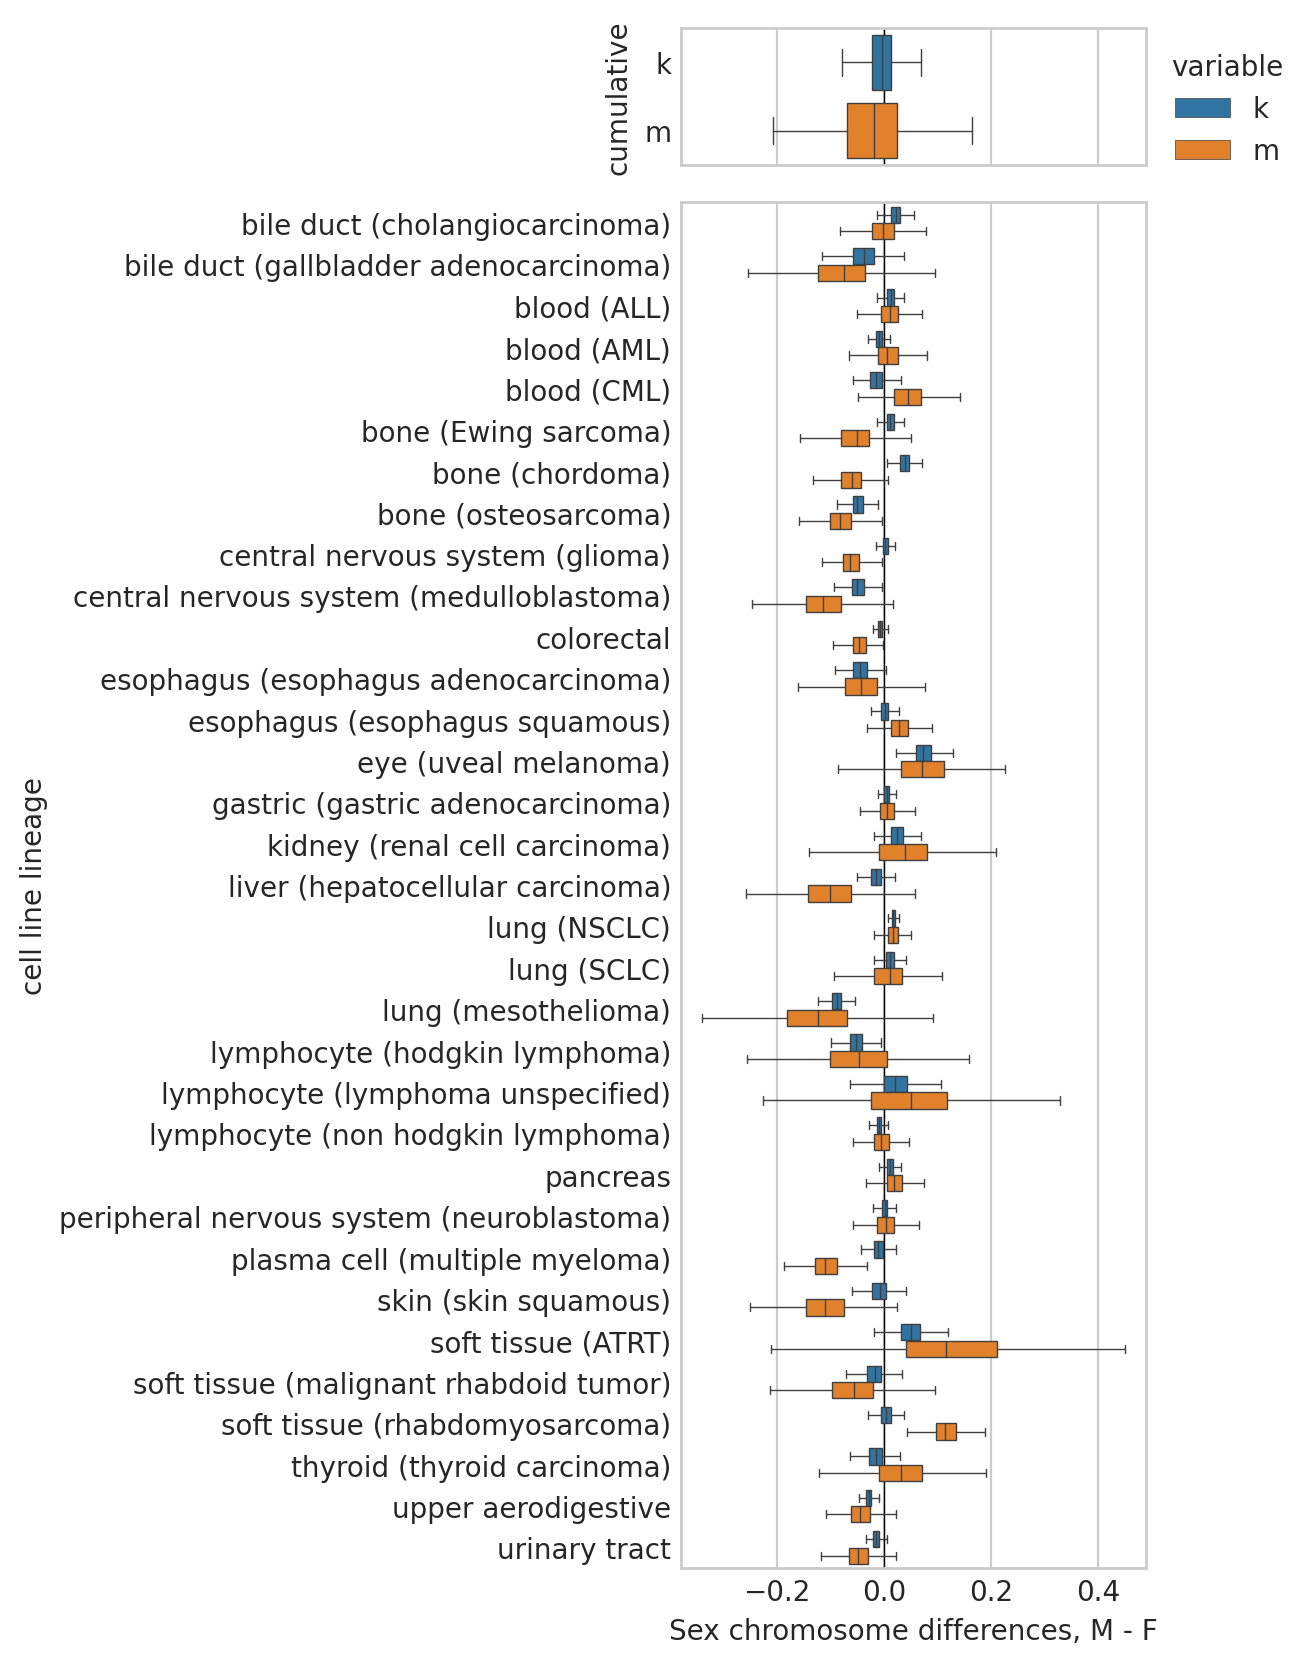 cumulative
k
m
variable
k
m
cell line lineage
bile duct (cholangiocarcinoma)
bile duct (gallbladder adenocarcinoma)
blood (ALL)
blood (AML)
blood (CML)
bone (Ewing sarcoma)
bone (chordoma)
bone (osteosarcoma)
central nervous system (glioma)
central nervous system (medulloblastoma)
colorectal
esophagus (esophagus adenocarcinoma)
esophagus (esophagus squamous)
eye (uveal melanoma)
gastric (gastric adenocarcinoma)
kidney (renal cell carcinoma)
liver (hepatocellular carcinoma)
lung (NSCLC)
lung (SCLC)
lung (mesothelioma)
lymphocyte (hodgkin lymphoma)
lymphocyte (lymphoma unspecified)
lymphocyte (non hodgkin lymphoma)
pancreas
peripheral nervous system (neuroblastoma)
plasma cell (multiple myeloma)
skin (skin squamous)
soft tissue (ATRT)
soft tissue (malignant rhabdoid tumor)
soft tissue (rhabdomyosarcoma)
thyroid (thyroid carcinoma)
upper aerodigestive
urinary tract
−0.2 0.0 0.2 0.4
Sex chromosome differences, M - F